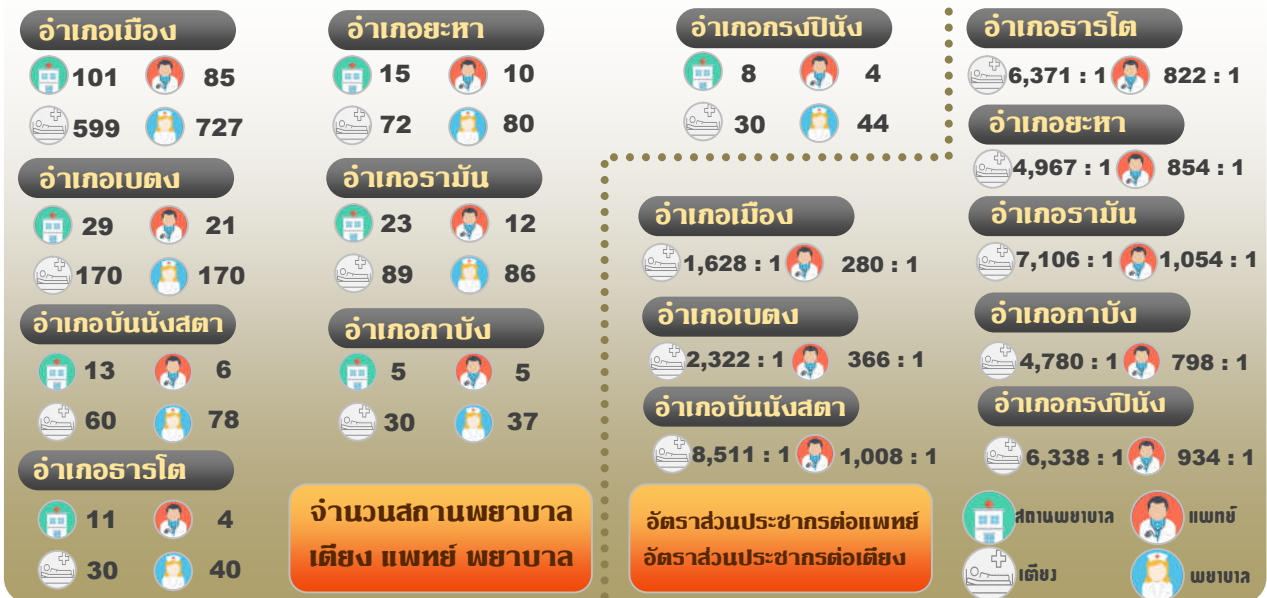 อำเภอเมือง
101 85
599 727
อำเภอเบตง
29 21
170 170
อำเภอบันนังสตา
13 6
60 78
อำเภอธารโต
11 4
30 40
อำเภอยะหา
15 10
72 80
อำเภอรามัน
23 12
89 86
อำเภอกาบัง
5 5
30 37
จำนวนสถานพยาบาล
เตียง แพทย์ พยาบาล
อำเภอกรงปินัง
8 4
30 44
อำเภอเมือง
1,628 : 1 280 : 1
อำเภอเบตง
2,322 : 1 366 : 1
อำเภอบันนังสตา
8,511 : 1 1,008 : 1
อัตราส่วนประชากรต่อแพทย์
อัตราส่วนประชากรต่อเตียง
อำเภอธารโต
6,371 : 1 822 : 1
อำเภอยะหา
4,967 : 1 854 : 1
อำเภอรามัน
7,106 : 1 1,054 : 1
อำเภอกาบัง
4,780 : 1 798 : 1
อำเภอกรงปินัง
6,338 : 1 934 : 1
สถานพยาบาล แพทย์
เตียง พยาบาล